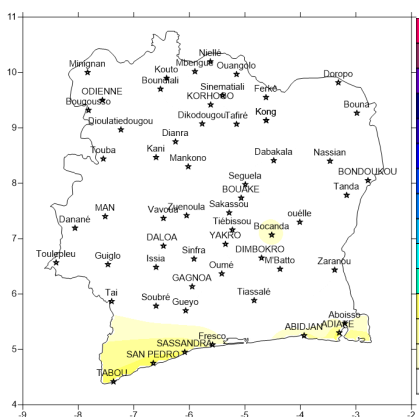 11
10
9
8
7
6
5
4
-9
-8
-7
-6
-5
-4
-3
-2
Niellé
Minignan
Kouto
Mbengué
Ouangolo
Boundiali
Sinematiali
Ferké
Doropo
ODIENNE
KORHOGO
Bougousso
Bouna
Dioulatiedougou
Dikodougou
Tafiré
Kong
Dianra
Touba
Kani
Mankono
Dabakala
Nassian
BONDOUKOU
Seguela
Tanda
BOUAKE
MAN
Vavoua
Zuenoula
Sakassou
Danané
Tiébissou
Bocanda
ouélle
DALOA
YAKRO
DIMBOKRO
Toulepleu
Guiglo
Issia
Sinfra
Oumé
M'Batto
Zaranou
GAGNOA
Tai
Soubré
Gueyo
Tiassalé
Aboisso
ADIAKE
ABIDJAN
Fresco
SASSANDRA
SAN PEDRO
TABOU